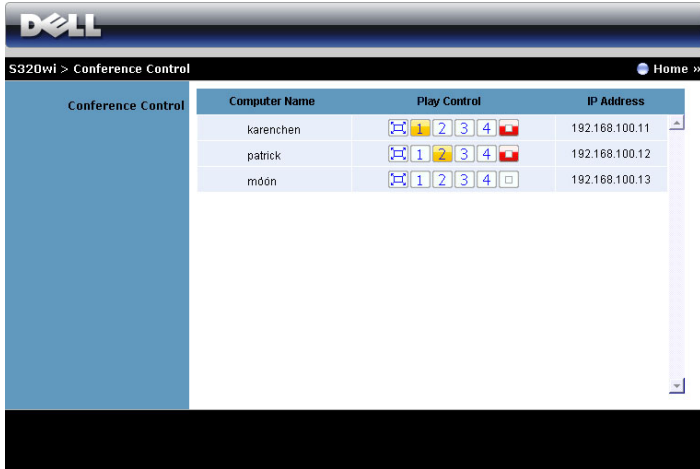 DELL
S320wi > Conference Control
Home »
Conference Control
Computer Name Play Control IP Address
karenchen 1 2 3 4 192.168.100.11
patrick 1 2 3 4 192.168.100.12
móón 1 2 3 4 192.168.100.13